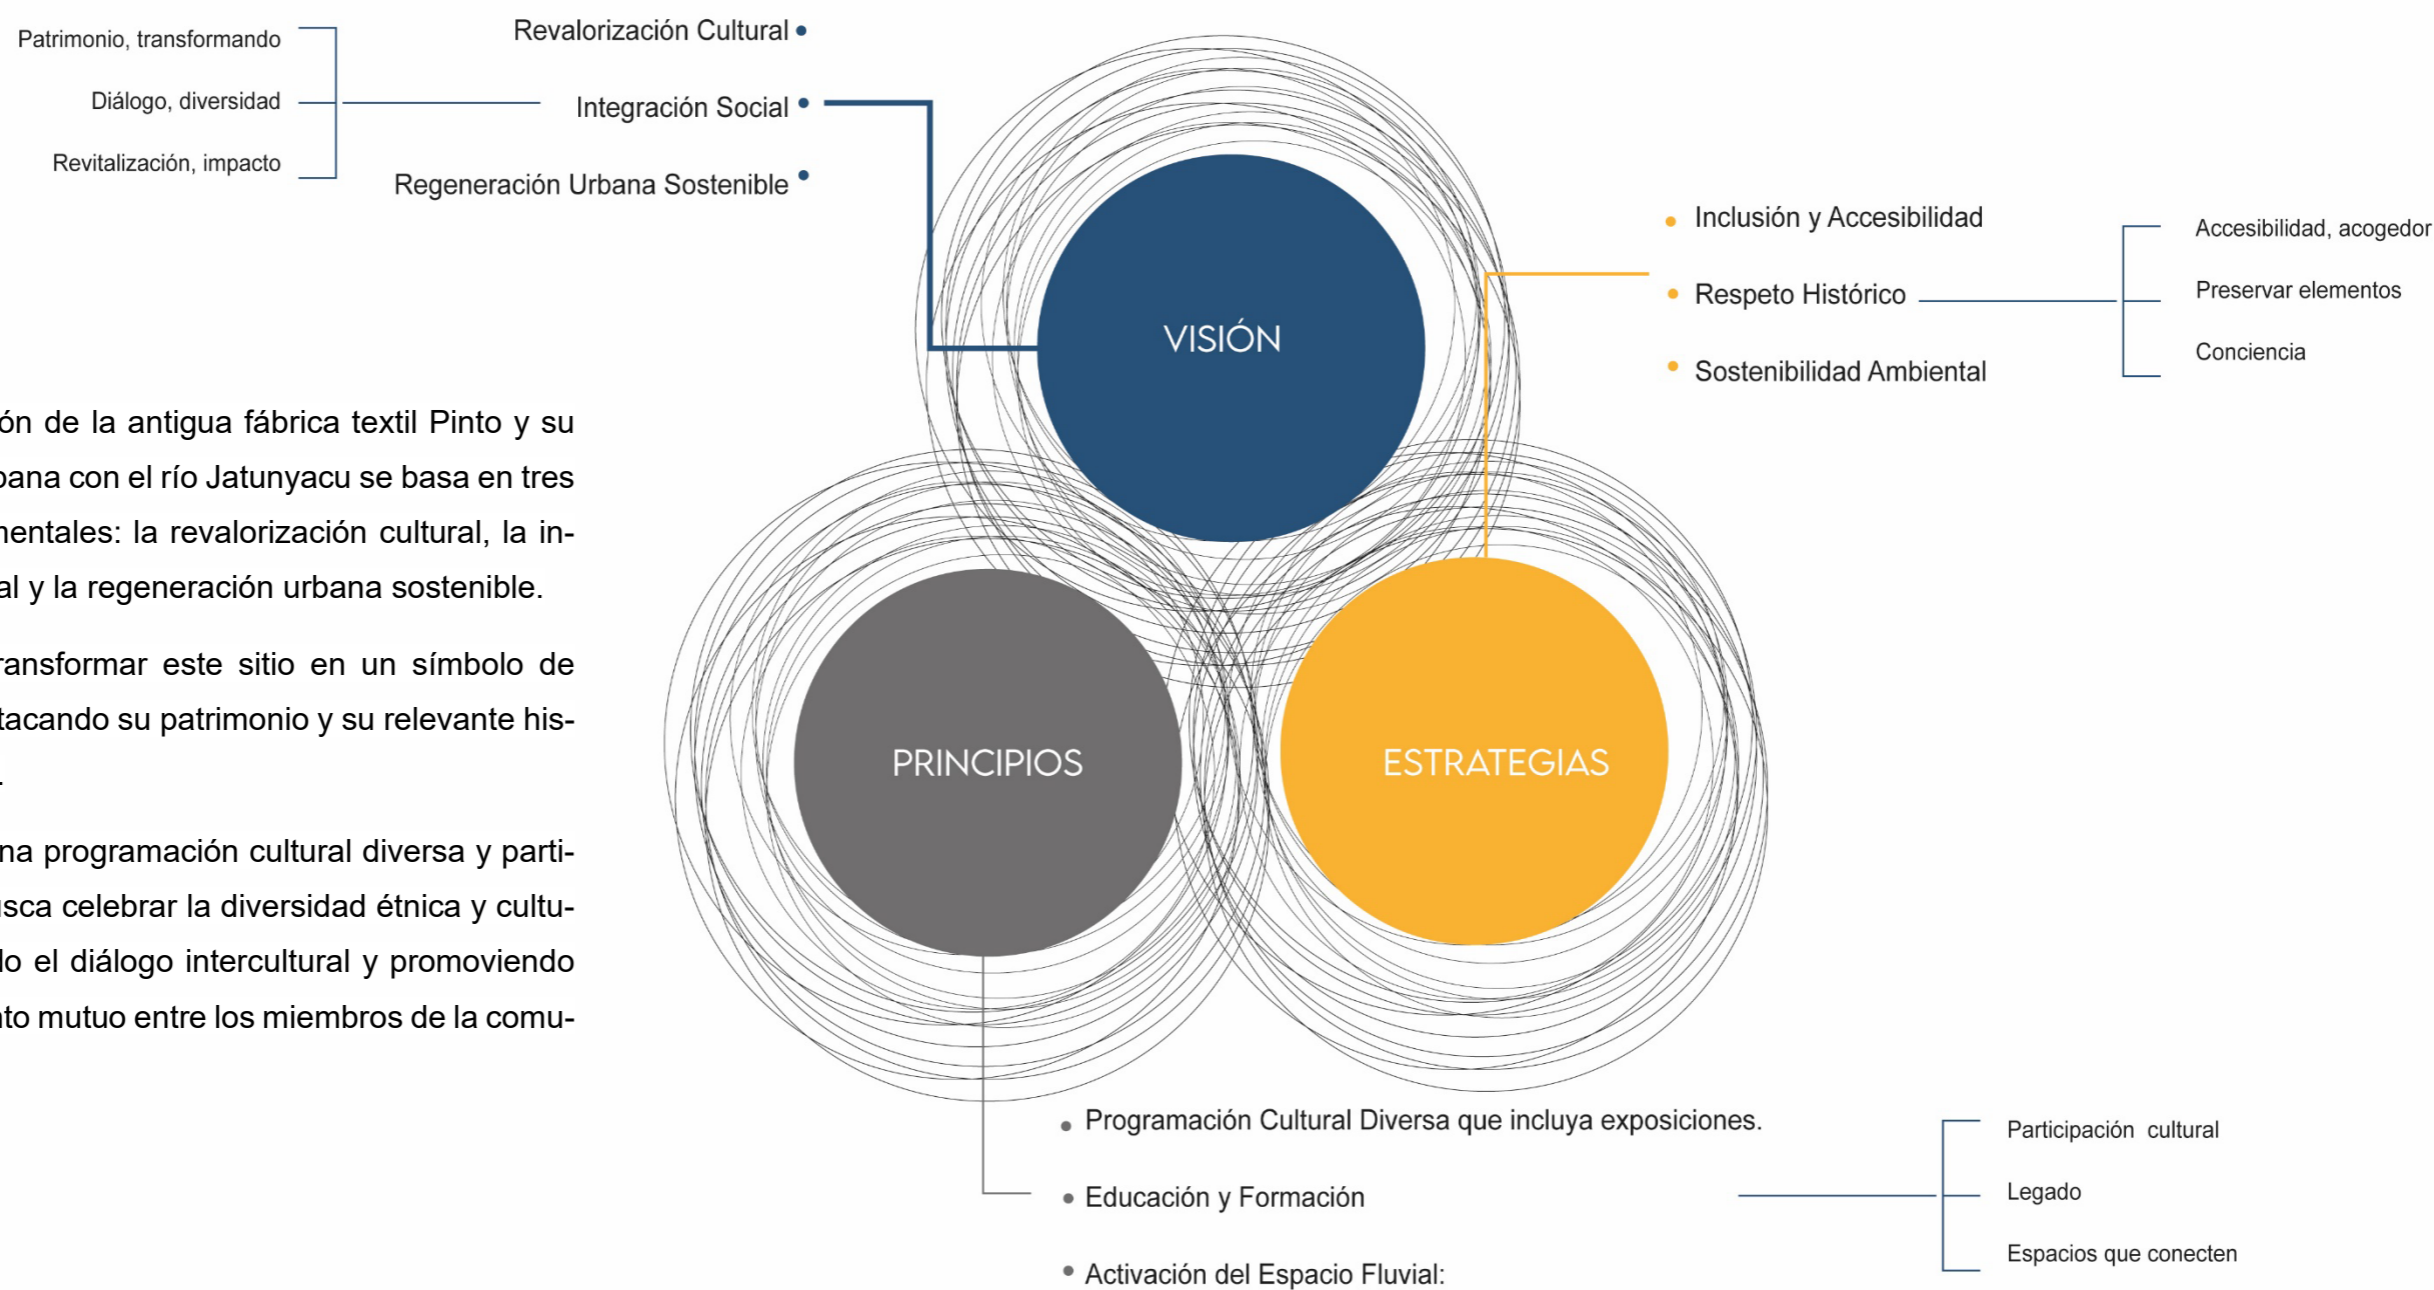 Patrimonio, transformando
Diálogo, diversidad
Revitalización, impacto
Revalorización Cultural
Integración Social
Regeneración Urbana Sostenible
VISIÓN
Inclusión y Accesibilidad
Respeto Histórico
Sostenibilidad Ambiental
Accesibilidad, acogedor
Preservar elementos
Conciencia
ón de la antigua fábrica textil Pinto y su
bana con el río Jatunyacu se basa en tres
mentales: la revalorización cultural, la in-
al y la regeneración urbana sostenible.
ransformar este sitio en un símbolo de
tacando su patrimonio y su relevante his-
.
na programación cultural diversa y parti-
usca celebrar la diversidad étnica y cultu-
do el diálogo intercultural y promoviendo
nto mutuo entre los miembros de la comu-
PRINCIPIOS
ESTRATEGIAS
• Programación Cultural Diversa que incluya exposiciones.
• Educación y Formación
• Activación del Espacio Fluvial:
Participación cultural
Legado
Espacios que conecten